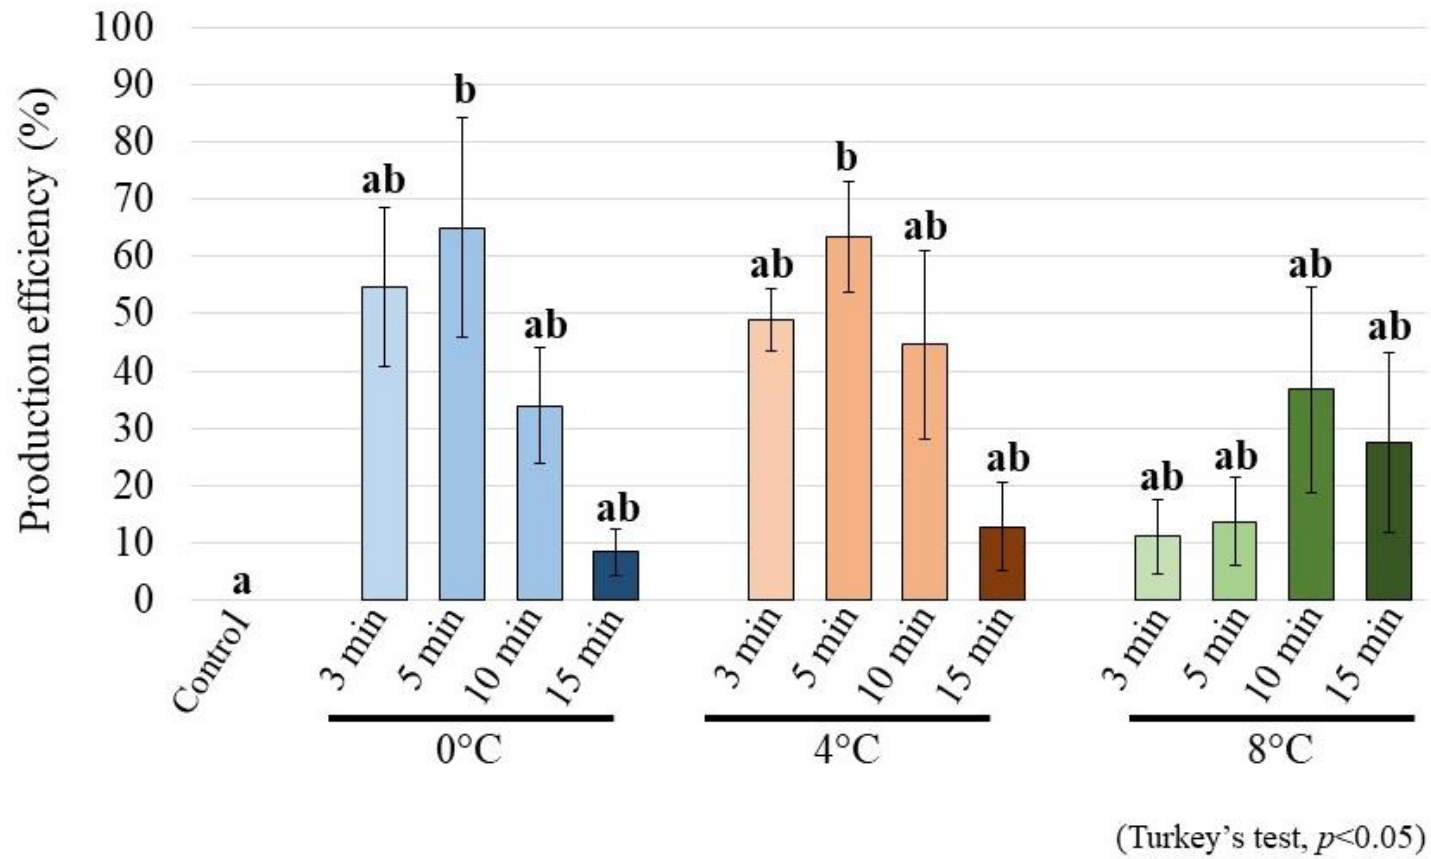 Production efficiency (%)
100
90
80
70
60
50
40
30
20
10
0
a
ab
b
ab
ab
ab
b
ab
ab
ab
ab
ab
ab
Control
3 min
5 min
10 min
15 min
3 min
5 min
10 min
15 min
3 min
5 min
10 min
15 min
0°C
4°C
8°C
(Turkey's test, p<0.05)